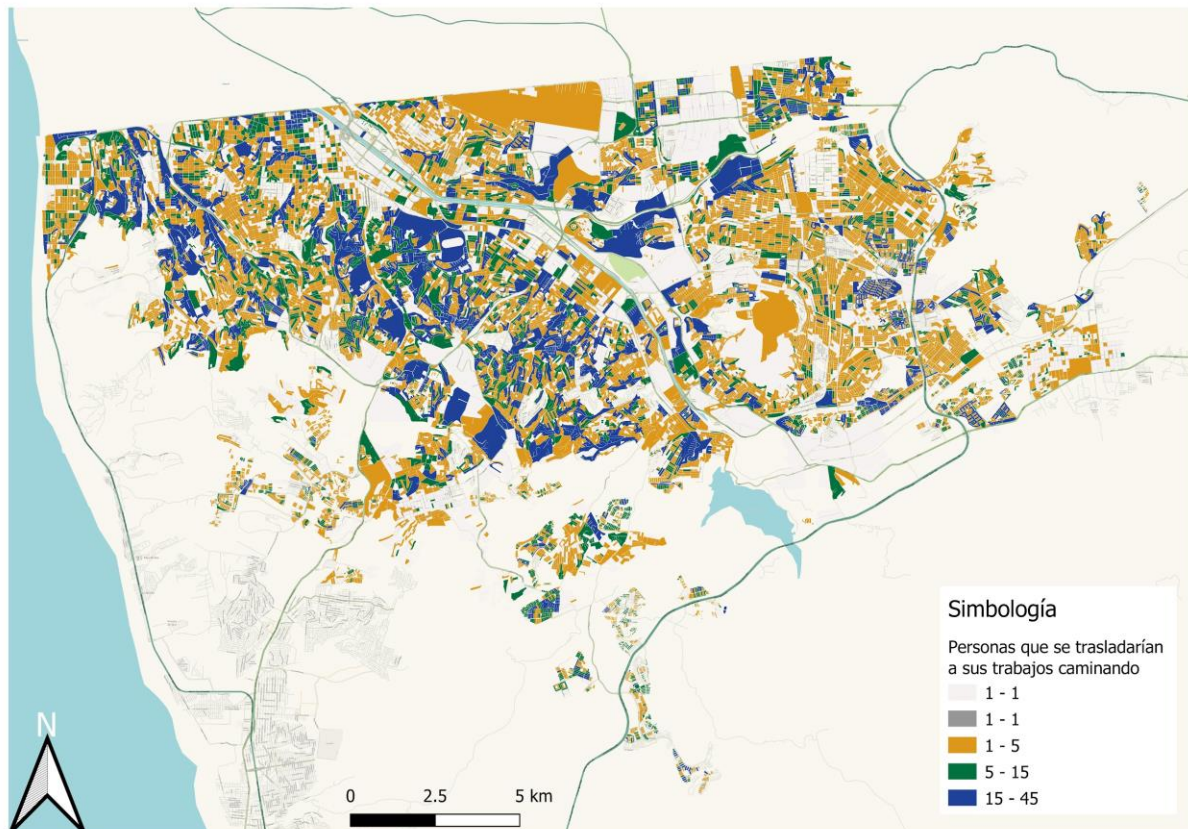 N
0 2.5 5 km
Simbología
Personas que se trasladarían
a sus trabajos caminando
1 - 1
1 - 1
1 - 5
5 - 15
15 - 45